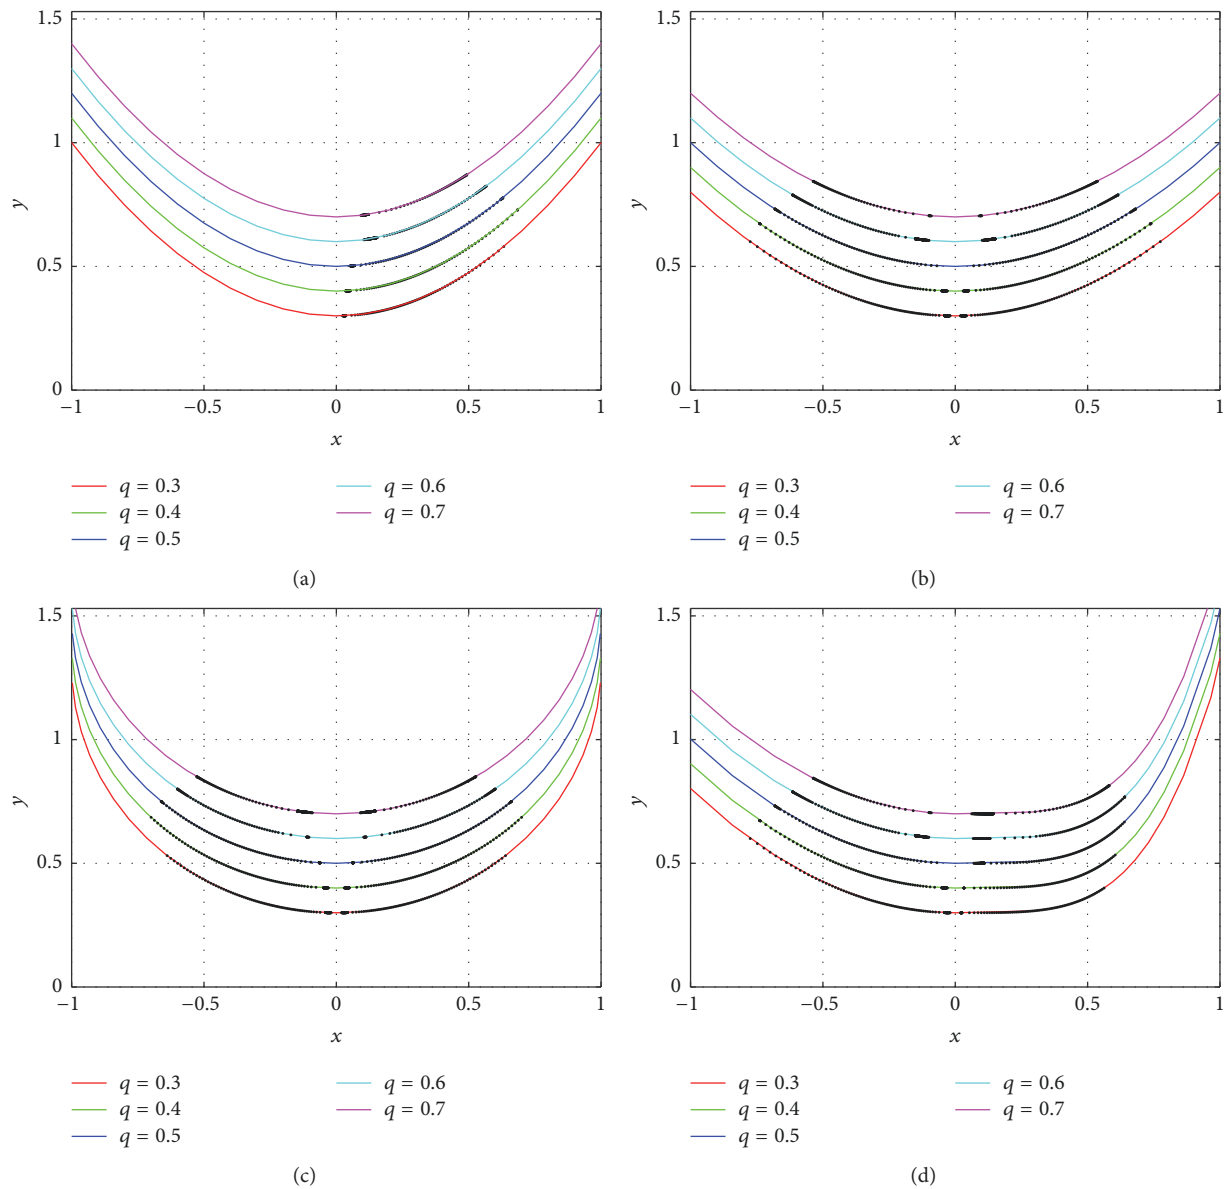 1.5
1
0.5
0
y
−1
−0.5
0
0.5
1
x
q = 0.3
q = 0.4
q = 0.5
q = 0.6
q = 0.7
(a)
1.5
1
0.5
0
y
−1
−0.5
0
0.5
1
x
q = 0.3
q = 0.4
q = 0.5
q = 0.6
q = 0.7
(b)
1.5
1
0.5
0
y
−1
−0.5
0
0.5
1
x
q = 0.3
q = 0.4
q = 0.5
q = 0.6
q = 0.7
(c)
1.5
1
0.5
0
y
−1
−0.5
0
0.5
1
x
q = 0.3
q = 0.4
q = 0.5
q = 0.6
q = 0.7
(d)